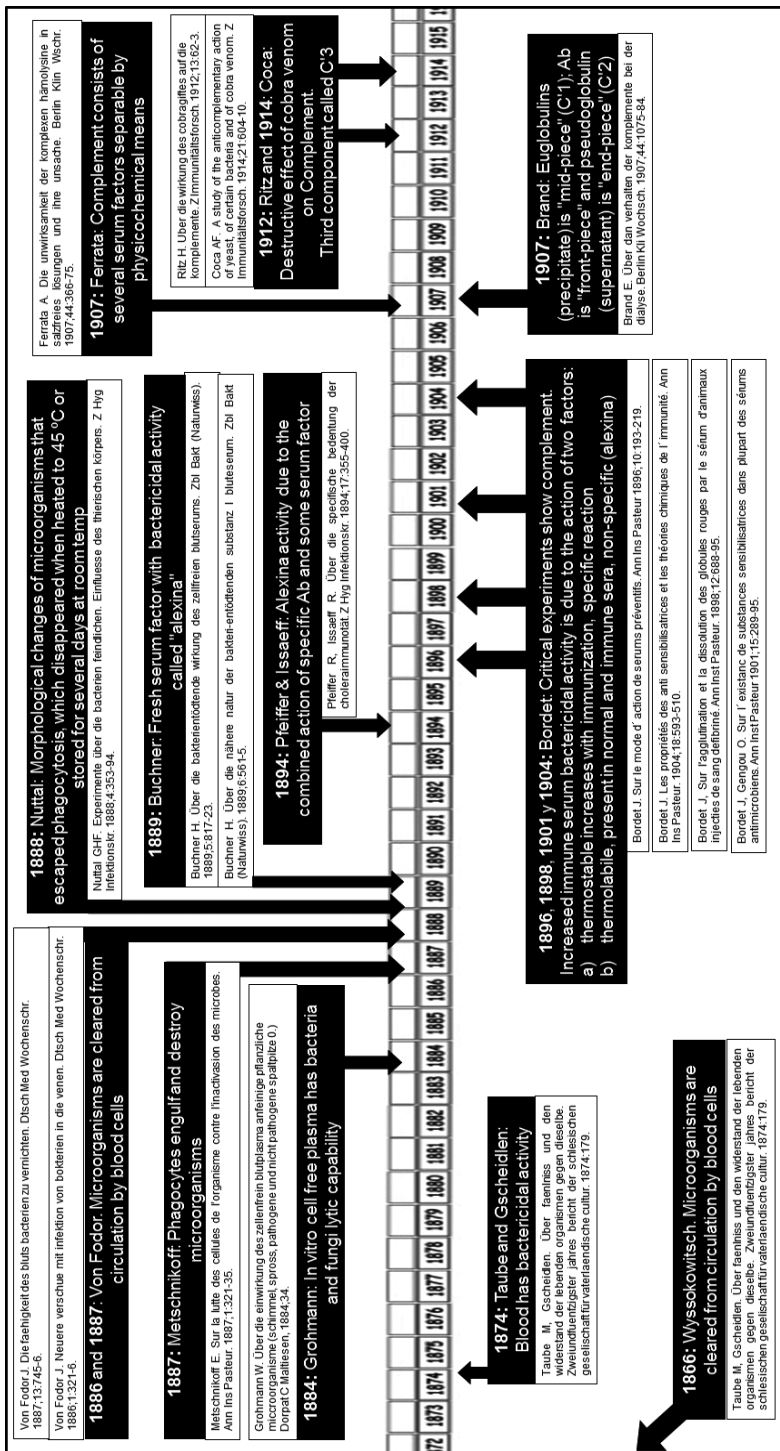 Von Fodor J. Die faehigkeit des bluts bacterien zu vernichten. Dtsch Med Wochenschr.
1887;13:745-6.
Von Fodor J. Neuere verschue mit infektion von bokterien in die venen. Dtsch Med Wochenschr.
1886;1:321-6.
1886 and 1887: Von Fodor. Microorganisms are cleared from
circulation by blood cells
1887: Metschnikoff: Phagocytes engulf and destroy
microorganisms
Metschnikoff E. Sur la lutte des cellules de l'organisme contre l'inactivasion des microbes.
Ann Ins Pasteur. 1887;1:321-35.
Grohmann W. Über die einwirkung des zellenfrein blutplasma anfeinige pflanzliche
miccroorganisme (schimmel, spross, pathogene und nicht pathogene spaltpitze 0.)
Dorpat C Maltiesen, 1884;34.
1884: Grohmann: In vitro cell free plasma has bacteria
and fungi lytic capability
1888: Nuttal: Morphological changes of microorganisms that
escaped phagocytosis, which disappeared when heated to 45 °C or
stored for several days at room temp
Nuttal GHF. Experimente über die bacterien feindlichen. Einfluesse des therischen körpers. Z Hyg
Infektionskr. 1888;4:353-94.
1889: Buchner: Fresh serum factor with bactericidal activity
called "alexina"
Buchner H. Über die bakterientödtende wirkung des zellfreien blutserums. Zbl Bakt (Naturwiss).
1889;5:817-23.
Buchner H. Über die nähere natur der bakteri-entödtenden substanz I bluteserum. Zbl Bakt
(Naturwiss). 1889;6:561-5.
1894: Pfeiffer & Issaeff: Alexina activity due to the
combined action of specific Ab and some serum factor
Pfeiffer R, Issaeff R. Über die specifische bedeutung der
choleraimmunotät. Z Hyg Infektionskr. 1894;17:355-400.
Ferrata A. Die unwirksamkeit der komplexen hämolysine in
salzfreies lösungen und ihre unsache. Berlin Klin Wschr.
1907;44:366-75.
1907: Ferrata: Complement consists of
several serum factors separable by
physicochemical means
Ritz H. Über die wirkung des cobragiftes auf die
komplemente. Z Immunitätsforsch. 1912;13:62-3.
Coca AF. A study of the anticomplementary action
of yeast, of certain bacteria and of cobra venom. Z
Immunitätsforsch. 1914;21:604-10.
1912: Ritz and 1914: Coca:
Destructive effect of cobra venom
on Complement.
Third component called C'3
72 1873 1874 1875 1876 1877 1878 1879 1880 1881 1882 1883 1884 1885 1886 1887 1888 1889 1890 1891 1892 1893 1894 1895 1896 1897 1898 1899 1900 1901 1902 1903 1904 1905 1906 1907 1908 1909 1910 1911 1912 1913 1914 1915
1874: Taube and Gscheidlen:
Blood has bactericidal activity
Taube M, Gscheidlen. Über faenlniss und den
widerstand der lebenden organismen gegen dieselbe.
Zweiundfuenfzigster jahres bericht der schlesischen
gesellschaft für vaterlaendische cultur. 1874:179.
1866: Wyssokowitsch. Microorganisms are
cleared from circulation by blood cells
Taube M, Gscheidlen. Über faenlniss und den widerstand der lebenden
organismen gegen dieselbe. Zweiundfuenfzigster jahres bericht der
schlesischen gesellschaft für vaterlaendische cultur. 1874:179.
1896, 1898, 1901 y 1904: Bordet: Critical experiments show complement.
Increased immune serum bactericidal activity is due to the action of two factors:
a) thermostable increases with immunization, specific reaction
b) thermolabile, present in normal and immune sera, non-specific (alexina)
Bordet J. Sur le mode d´ action de serums préventifs. Ann Ins Pasteur 1896;10:193-219.
Bordet J. Les propriétés des anti sensibilisatrices et les théories chimiques de l´ immunité. Ann
Ins Pasteur. 1904;18:593-510.
Bordet J, Sur l'agglutination et la dissolution des globules rouges par le sérum d'animaux
injecties de sang defibriné. Ann Inst Pasteur. 1898;12:688-95.
Bordet J, Gengou O. Sur l´ existanc de substances sensibilisatrices dans plupart des sérums
antimicrobiens. Ann Inst Pasteur 1901;15:289-95.
1907: Brand: Euglobulins
(precipitate) is "mid-piece" (C'1); Ab
is "front-piece" and pseudoglobulin
(supernatant) is "end-piece" (C'2)
Brand E. Über dan verhalten der komplemente bei der
dialyse. Berlin Kli Wochsch. 1907;44:1075-84.